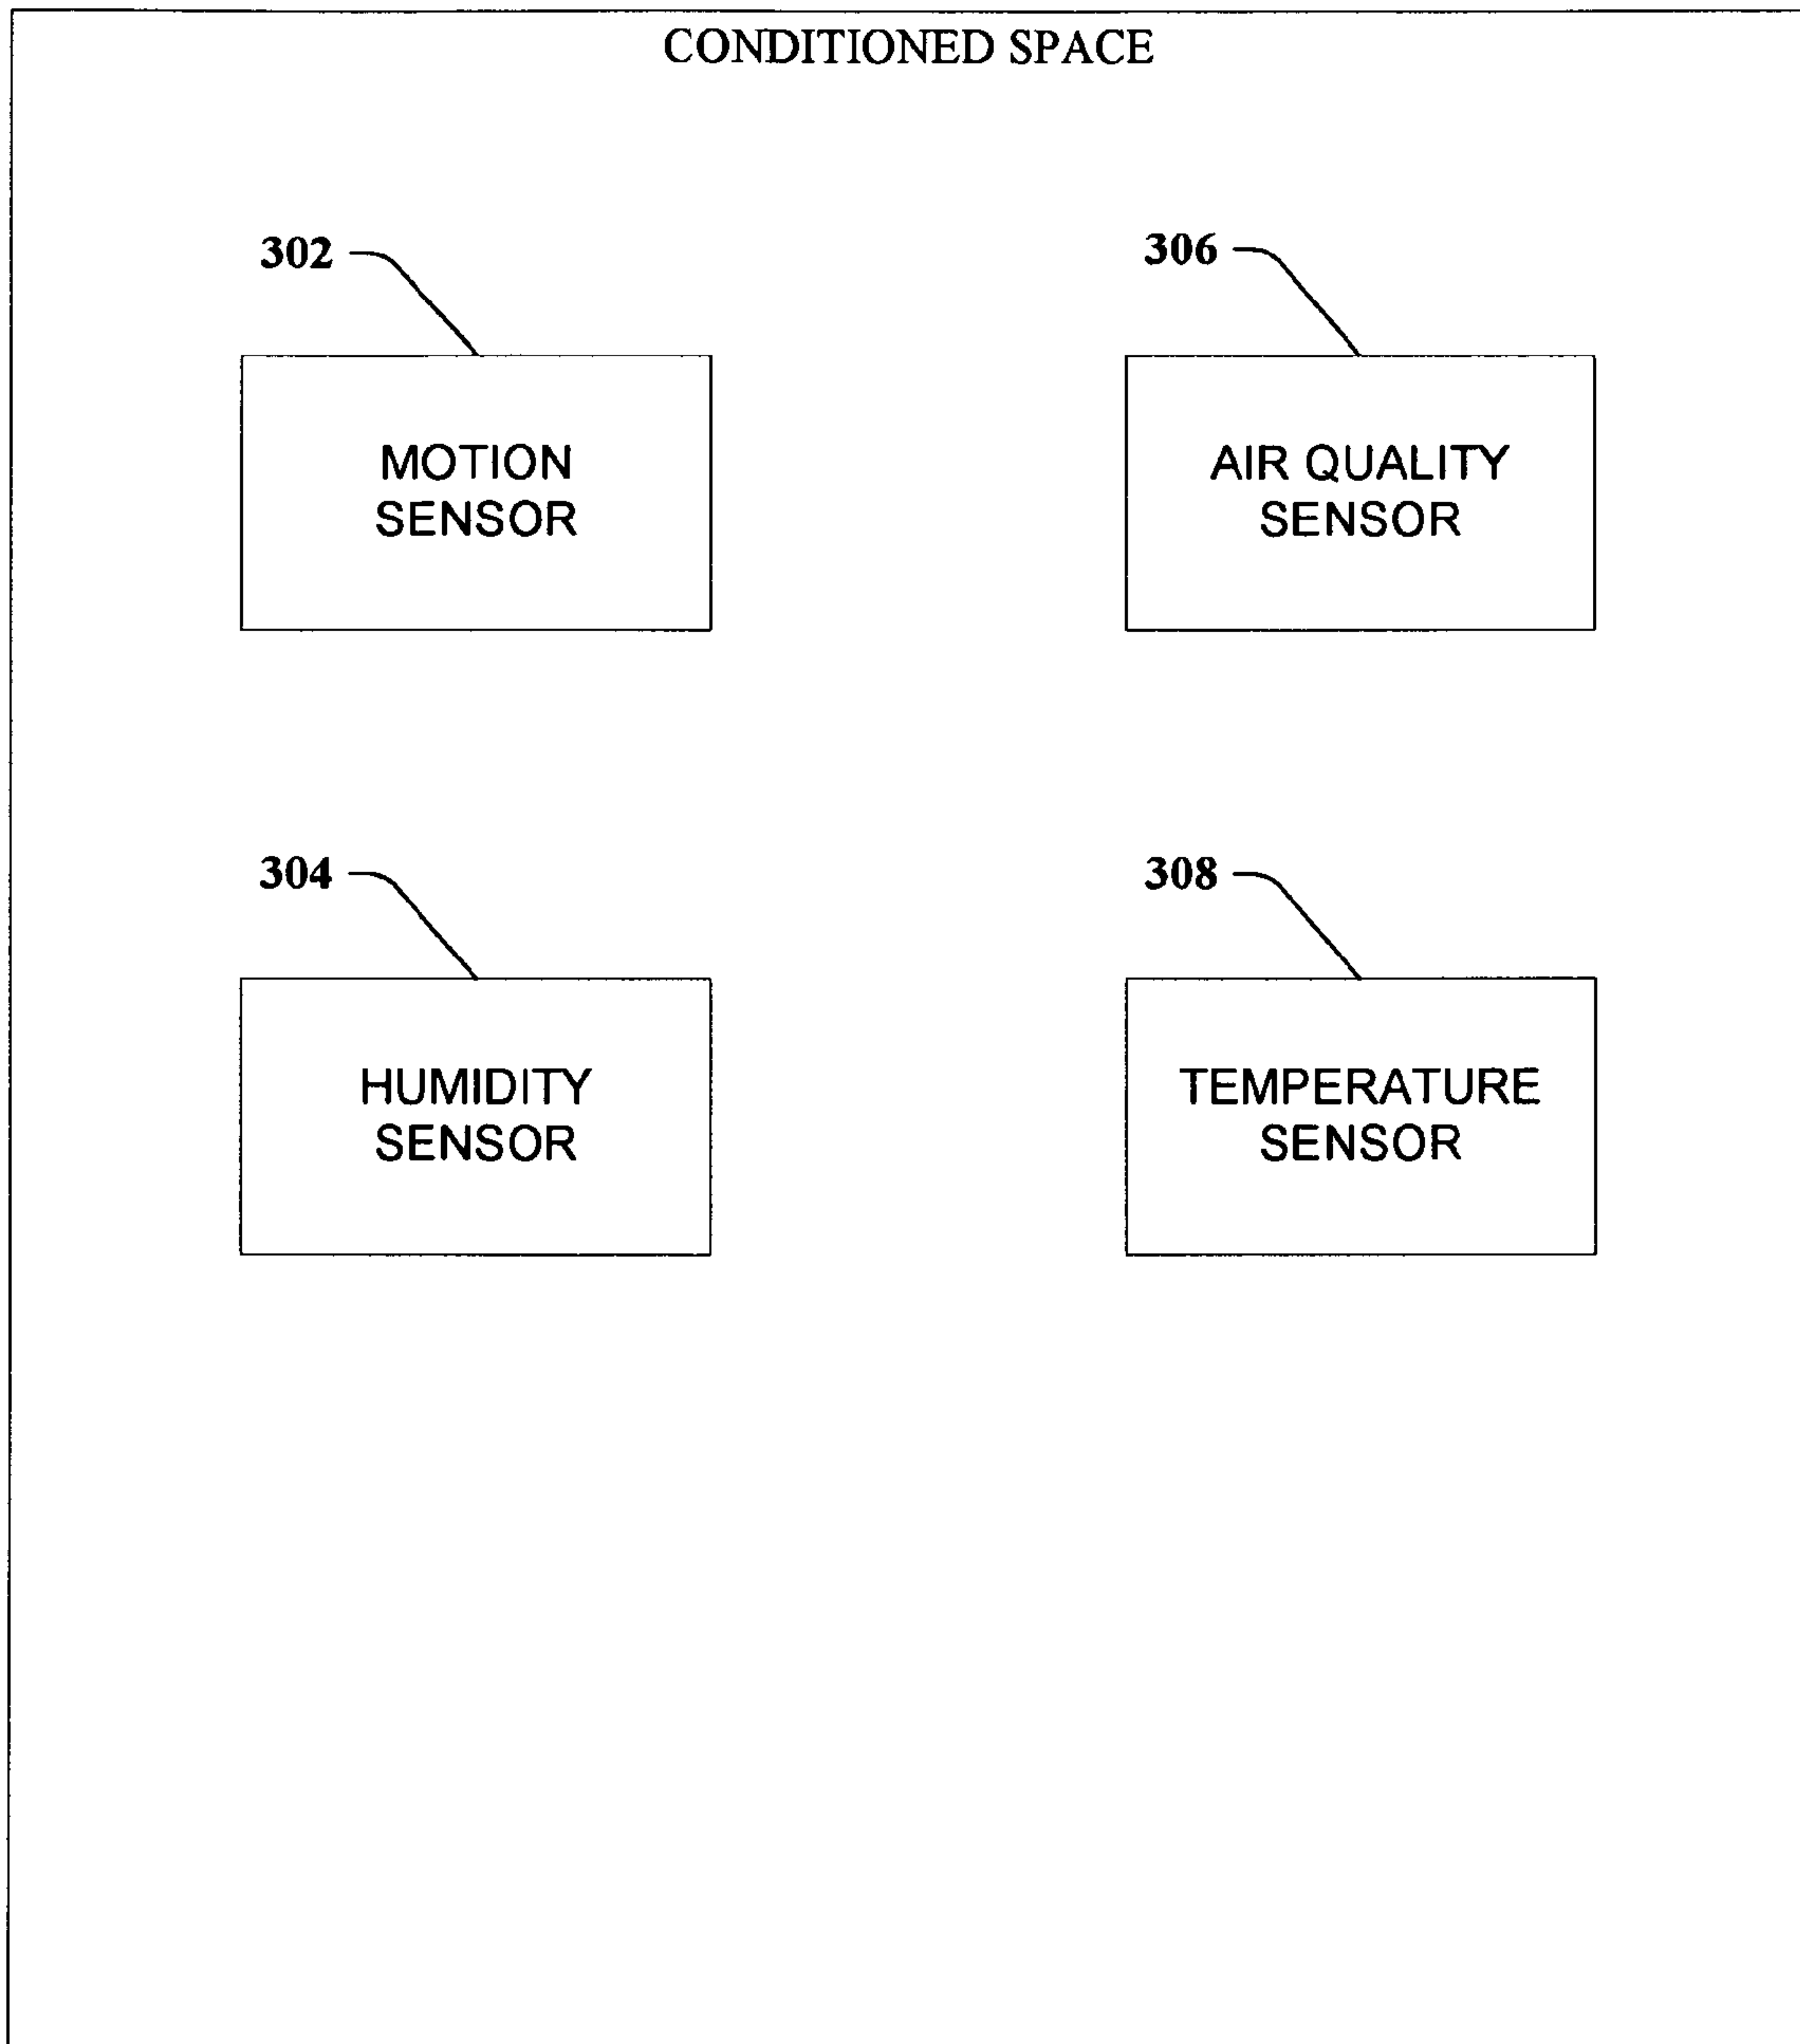 CONDITIONED SPACE
302
306
MOTION
SENSOR
AIR QUALITY
SENSOR
304
308
HUMIDITY
SENSOR
TEMPERATURE
SENSOR